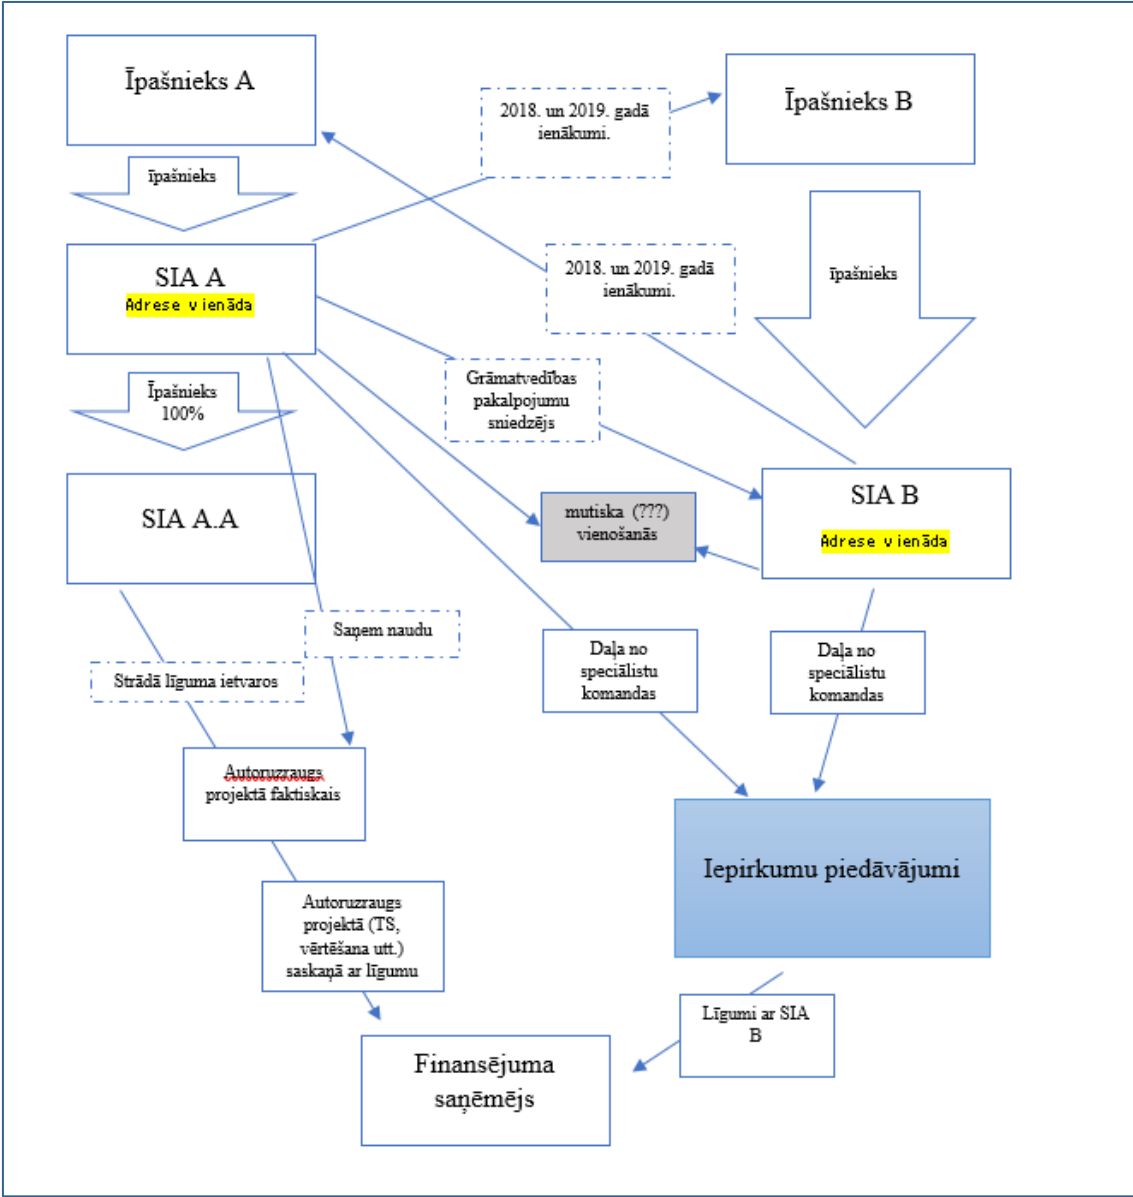 Īpašnieks A
Īpašnieks B
2018. un 2019. gadā
ienākumi.
īpašnieks
SIA A
Adrese vienāda
2018. un 2019. gadā
ienākumi.
īpašnieks
Īpašnieks
100%
Grāmatvedības
pakalpojumu
sniedzējs
SIA A.A
mutiska (???)
vienošanās
SIA B
Adrese vienāda
Saņem naudu
Strādā līguma ietvaros
Daļa no
speciālistu
komandas
Daļa no
speciālistu
komandas
Autoruzraugs
projektā faktiskais
Iepirkumu piedāvājumi
Autoruzraugs
projektā (TS,
vērtēšana utt.)
saskaņā ar līgumu
Līgumi ar SIA
B
Finansējuma
saņēmējs